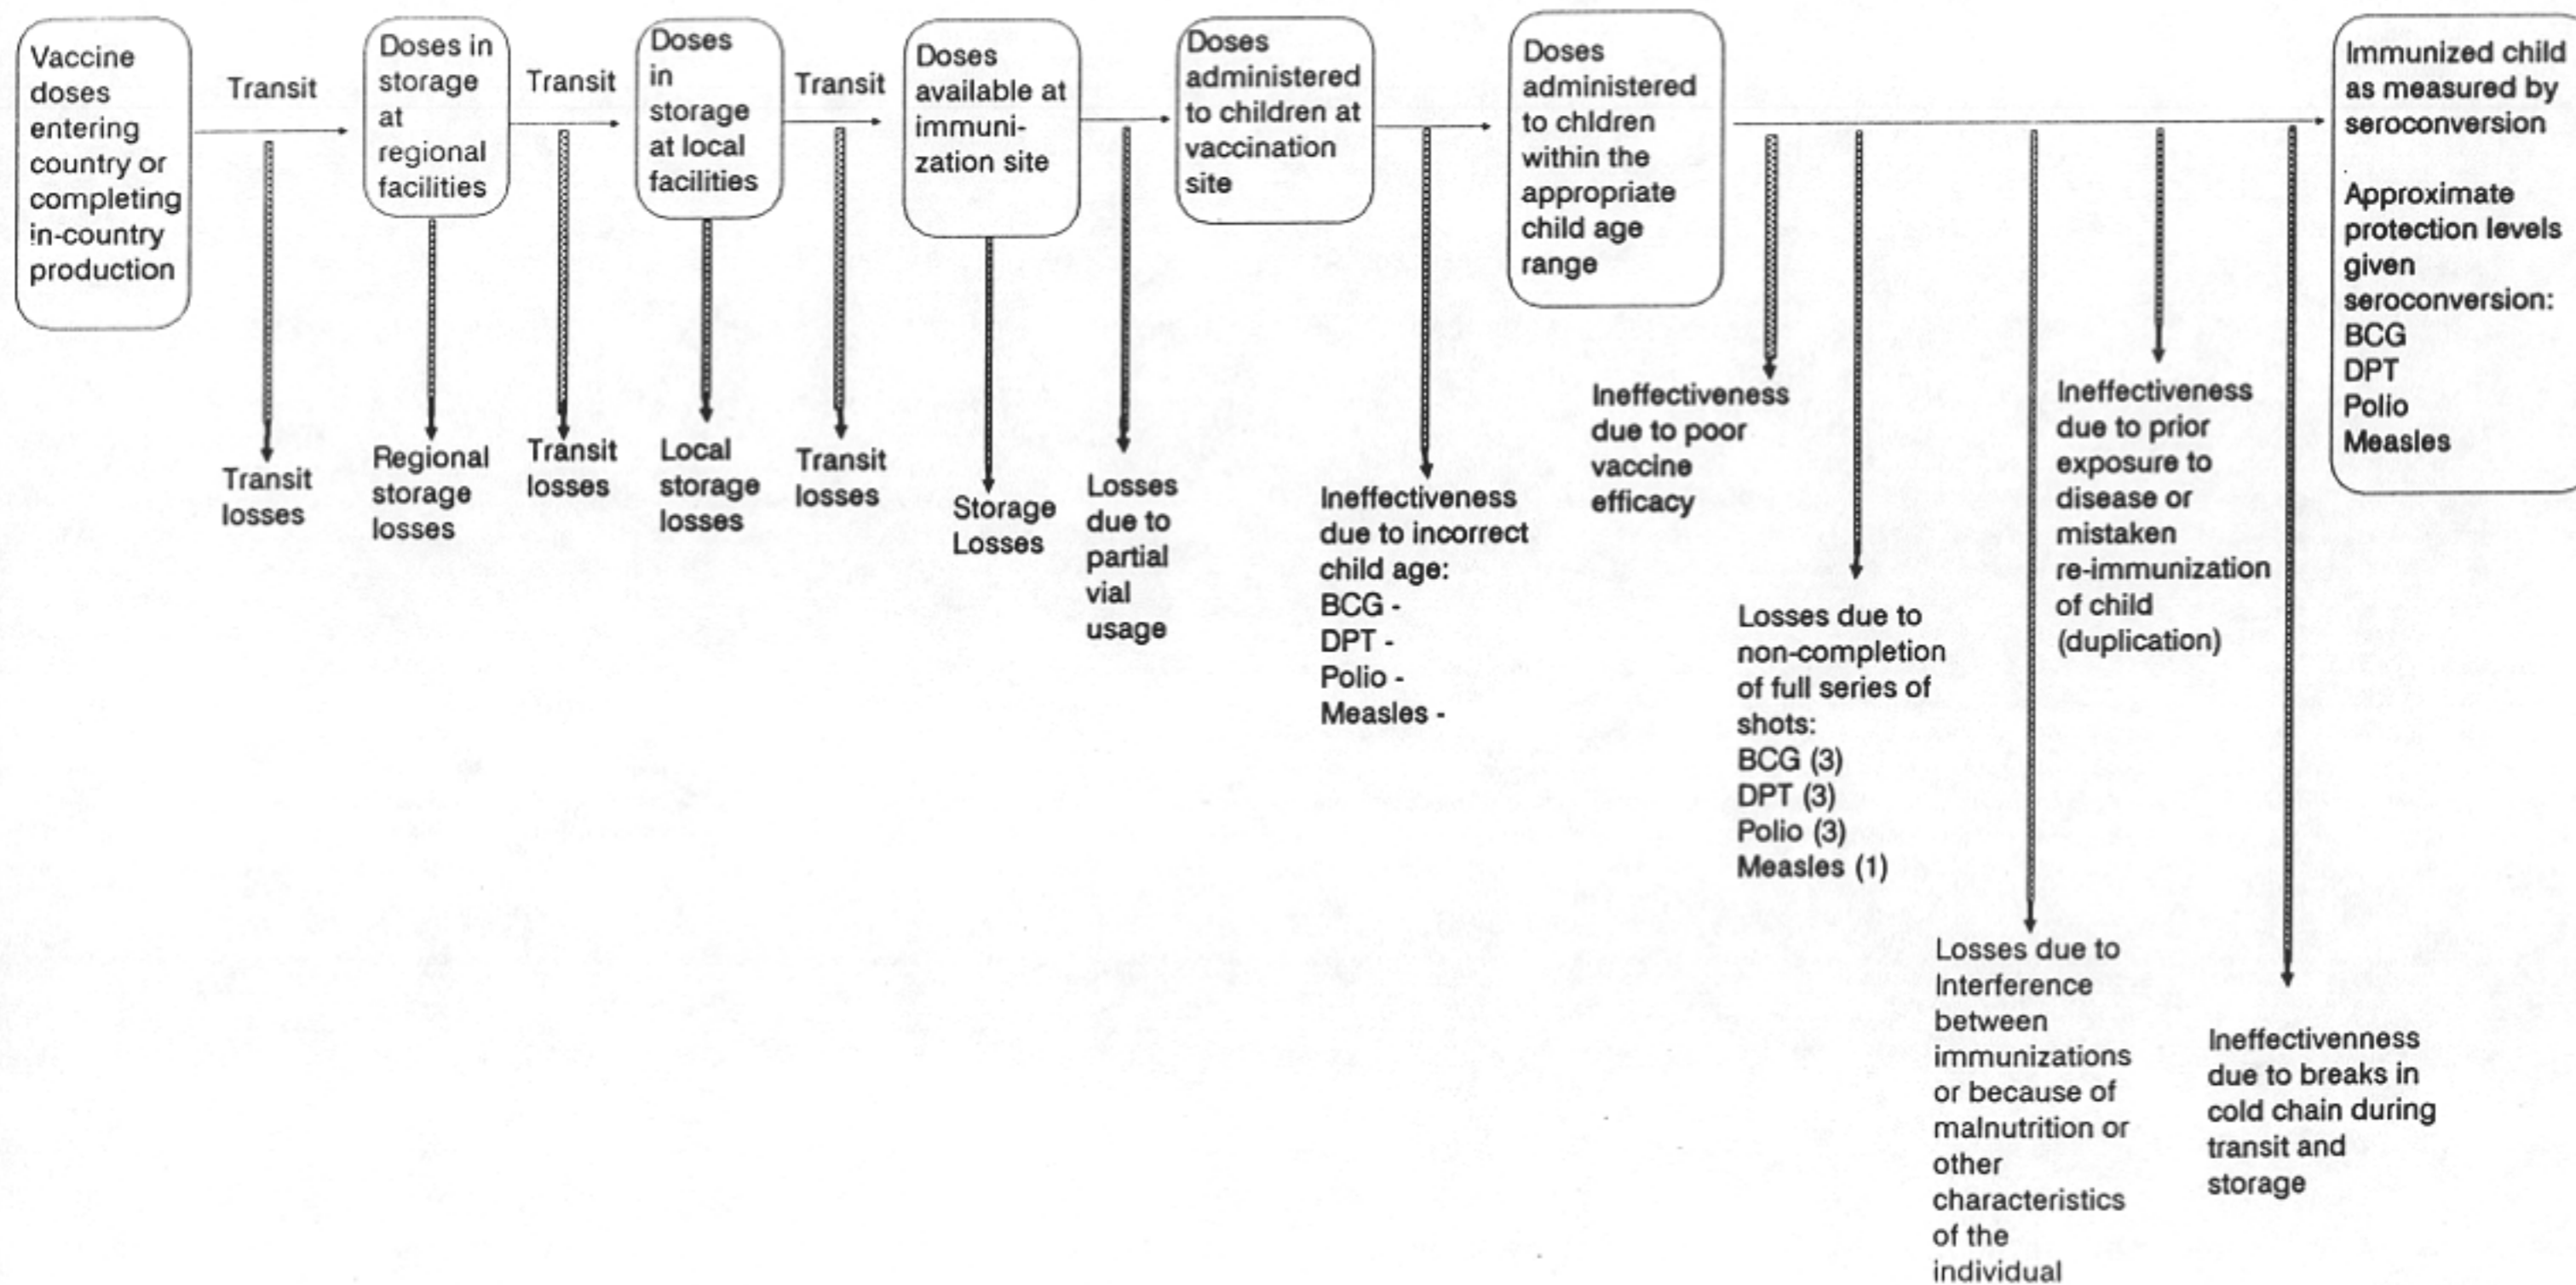 Vaccine
doses
entering
country or
completing
in-country
production
Transit
Transit
losses
Doses in
storage
at
regional
facilities
Regional
storage
losses
Transit
Transit
losses
Doses
in
storage
at local
facilities
Local
storage
losses
Transit
Transit
losses
Doses
available at
immuni-
zation site
Storage
Losses
Losses
due to
partial
vial
usage
Doses
administered
to children at
vaccination
site
Ineffectiveness
due to incorrect
child age:
BCG -
DPT -
Polio -
Measles -
Doses
administered
to chldren
within the
appropriate
child age
range
Ineffectiveness
due to poor
vaccine
efficacy
Losses due to
non-completion
of full series of
shots:
BCG (3)
DPT (3)
Polio (3)
Measles (1)
Losses due to
Interference
between
immunizations
or because of
malnutrition or
other
characteristics
of the
individual
Ineffectiveness
due to prior
exposure to
disease or
mistaken
re-immunization
of child
(duplication)
Ineffectivenness
due to breaks in
cold chain during
transit and
storage
Immunized child
as measured by
seroconversion
Approximate
protection levels
given
seroconversion:
BCG
DPT
Polio
Measles